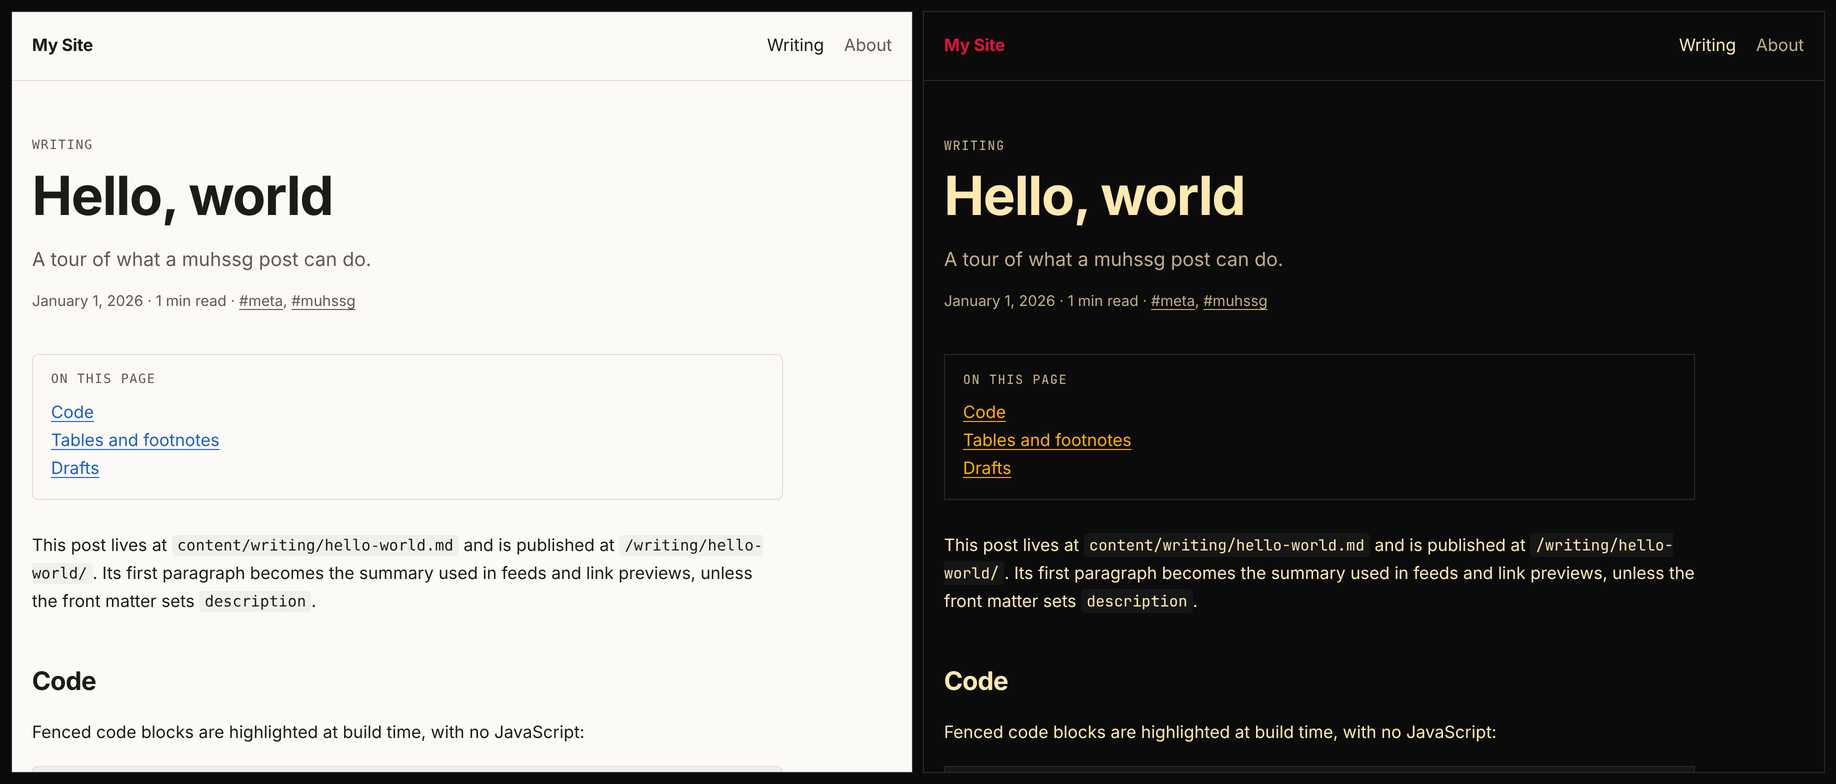 My Site
Writing About
WRITING
Hello, world
A tour of what a muhssg post can do.
January 1, 2026 · 1 min read · #meta, #muhssg
ON THIS PAGE
Code
Tables and footnotes
Drafts
This post lives at content/writing/hello-world.md and is published at /writing/hello-
world/. Its first paragraph becomes the summary used in feeds and link previews, unless
the front matter sets description.
Code
Fenced code blocks are highlighted at build time, with no JavaScript:
My Site
Writing About
WRITING
Hello, world
A tour of what a muhssg post can do.
January 1, 2026 · 1 min read · #meta, #muhssg
ON THIS PAGE
Code
Tables and footnotes
Drafts
This post lives at content/writing/hello-world.md and is published at /writing/hello-
world/. Its first paragraph becomes the summary used in feeds and link previews, unless the
front matter sets description.
Code
Fenced code blocks are highlighted at build time, with no JavaScript: